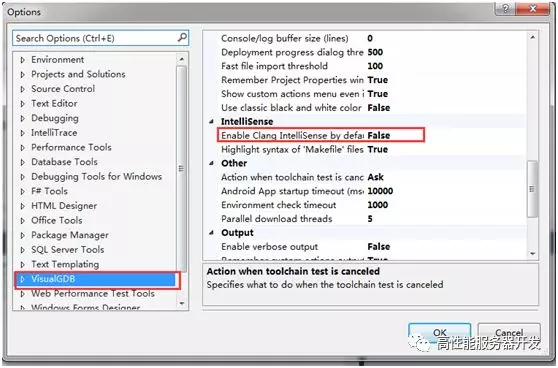 Options
Search Options (Ctrl+E)
Environment
Projects and Solutions
Source Control
Text Editor
Debugging
IntelliTrace
Performance Tools
Database Tools
Debugging Tools for Windows
F# Tools
HTML Designer
Office Tools
Package Manager
SQL Server Tools
Text Templating
VisualGDB
Web Performance Test Tools
Windows Forms Designer
Console/log buffer size (lines) 0
Deployment progress dialog thre 500
Fast file import threshold 100
Remember Project Properties win True
Show custom actions menu even i True
Use classic black and white color False
IntelliSense
Enable Clang IntelliSense by defau False
Highlight syntax of 'Makefile' files True
Other
Action when toolchain test is canc Ask
Android App startup timeout (mse 10000
Environment check timeout 1000
Parallel download threads 5
Output
Enable verbose output False
Remember custom output action True
Action when toolchain test is canceled
Specifies what to do when the toolchain test is canceled
OK
Cancel
高性能服务器开发